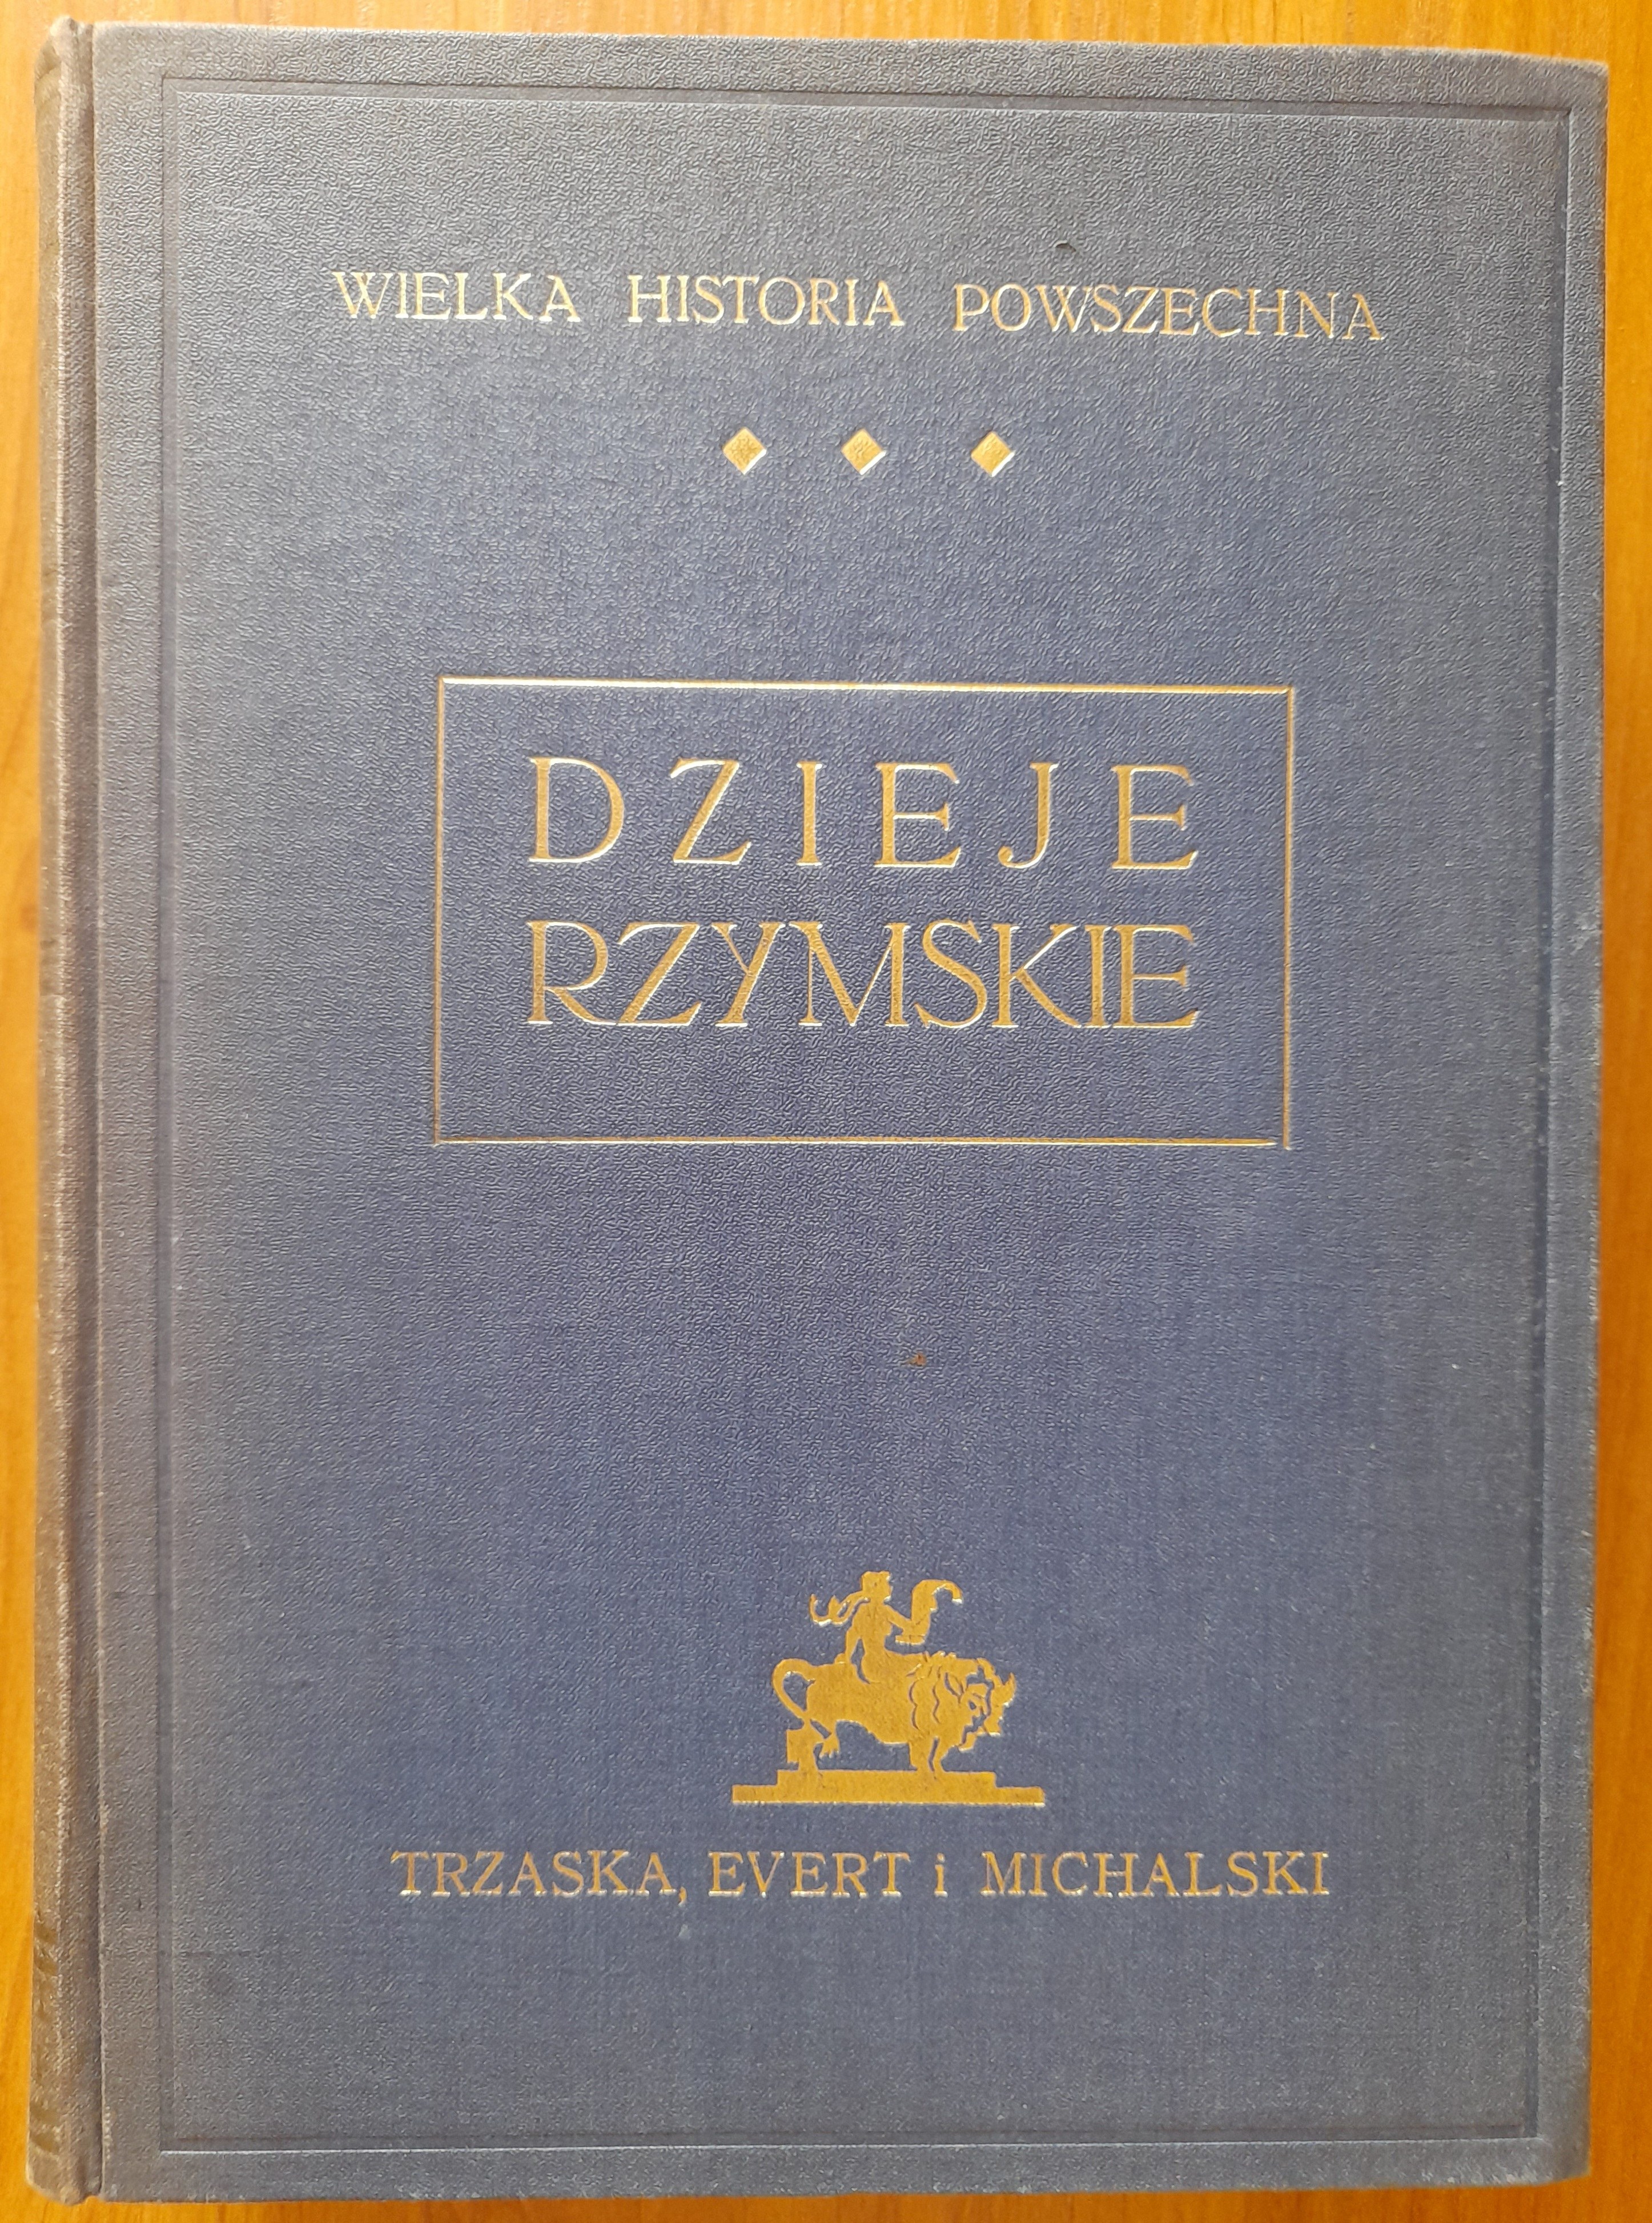 WIELKA HISTORIA POWSZECHNA
DZIEJE
RZYMSKIE
TRZASKA, EVERT i MICHALSKI